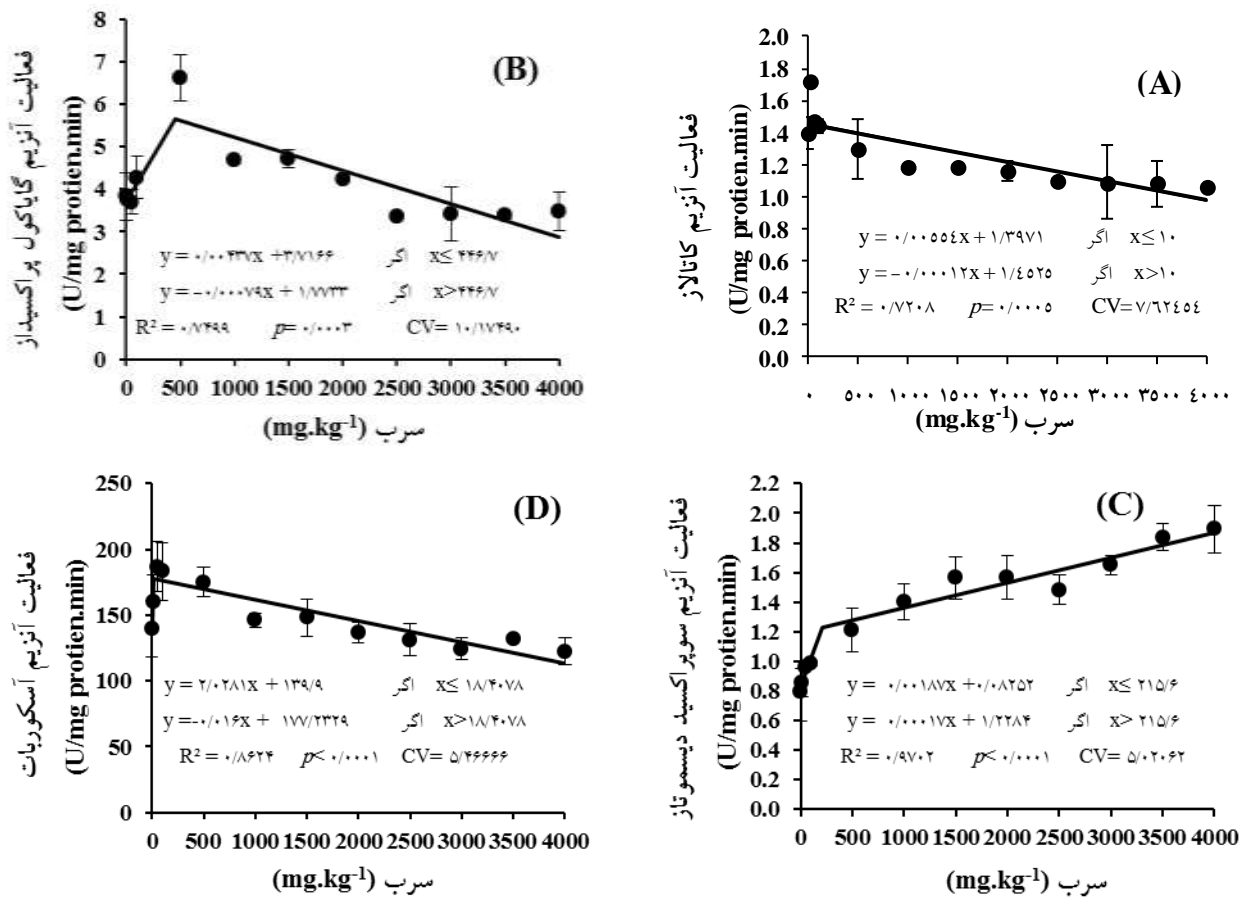 (B)
فعالیت آنزیم گایاکول پراکسیداز
(U/mg protien.min)
8
7
6
5
4
3
2
1
0
y = ۰/۰۰۴۳۷x +۳/۷۱۶۶ اگر x≤ ۴۴۶/۷
y =-۰/۰۰۰۷۹x + ۱/۷۷۳۳ اگر x>۴۴۶/۷
R² = ۰/۷۴۹۹ p= ۰/۰۰۰۳ CV= ۱۰/۱۷۴۹۰
0 500 1000 1500 2000 2500 3000 3500 4000
سرب (mg.kg⁻¹)
(A)
فعالیت آنزیم کاتالاز
(U/mg protien.min)
2.0
1.8
1.6
1.4
1.2
1.0
0.8
0.6
0.4
0.2
0.0
y = ۰/۰۰٥٥٤x + ۱/۳۹۷۱ اگر x≤ ۱۰
y = -۰/۰۰۰۱۲x + ۱/٤٥۲٥ اگر x>۱۰
R² = ۰/۷۲۰۸ p= ۰/۰۰۰٥ CV=۷/٦۲٤٥٤
۰ ٥۰۰ ۱۰۰۰ ۱٥۰۰ ۲۰۰۰ ۲٥۰۰ ۳۰۰۰ ۳٥۰۰ ٤۰۰۰
سرب (mg.kg⁻¹)
(D)
فعالیت آنزیم آسکوربات
(U/mg protien.min)
250
200
150
100
50
0
y = ۲/۰۲۸۱x + ۱۳۹/۹ اگر x≤ ۱۸/۴۰۷۸
y =-۰/۰۱۶x + ۱۷۷/۲۳۲۹ اگر x>۱۸/۴۰۷۸
R² = ۰/۸۶۲۴ p< ۰/۰۰۰۱ CV= ۵/۴۶۶۶۶
0 500 1000 1500 2000 2500 3000 3500 4000
سرب (mg.kg⁻¹)
(C)
فعالیت آنزیم سوپراکسید دیسموتاز
(U/mg protien.min)
2.2
2.0
1.8
1.6
1.4
1.2
1.0
0.8
0.6
0.4
0.2
0.0
y = ۰/۰۰۱۸۷x +۰/۰۸۲۵۲ اگر x≤ ۲۱۵/۶
y = ۰/۰۰۰۱۷x + ۱/۲۲۸۴ اگر x> ۲۱۵/۶
R² = ۰/۹۷۰۲ p< ۰/۰۰۰۱ CV= ۵/۰۲۰۶۲
0 500 1000 1500 2000 2500 3000 3500 4000
سرب (mg.kg⁻¹)